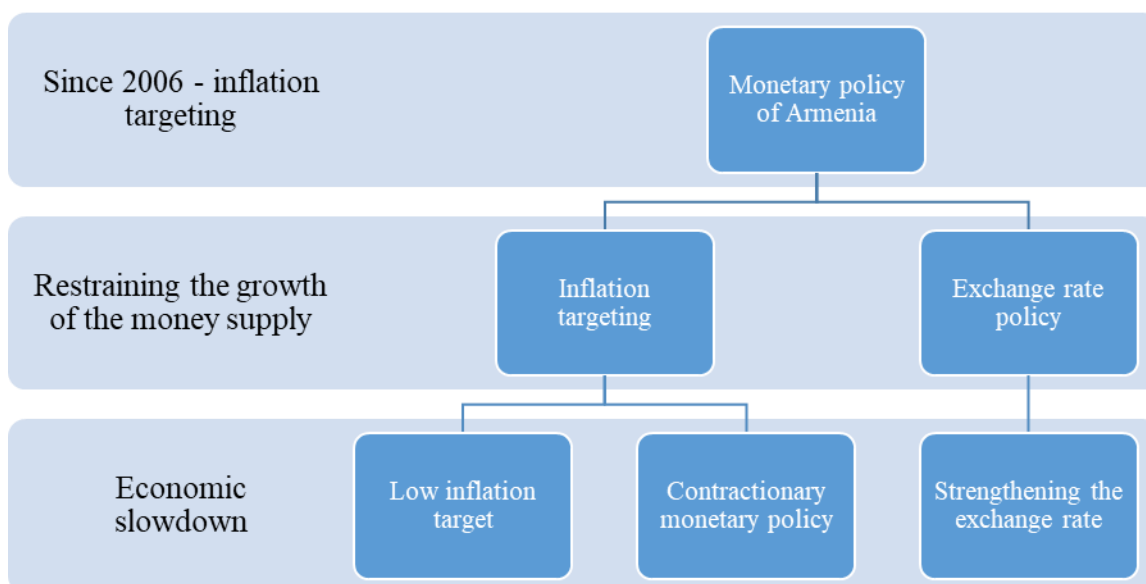 Since 2006 - inflation
targeting
Monetary policy
of Armenia
Restraining the growth
of the money supply
Inflation
targeting
Exchange rate
policy
Economic
slowdown
Low inflation
target
Contractionary
monetary policy
Strengthening the
exchange rate